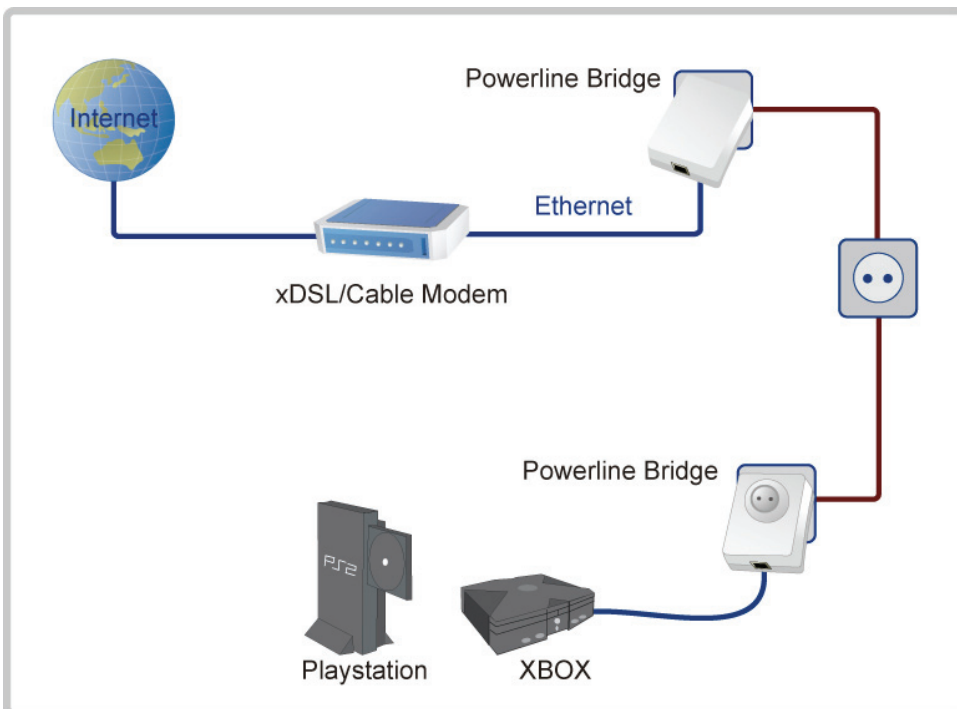 Powerline Bridge
Internet
Ethernet
xDSL/Cable Modem
Powerline Bridge
PS2
Playstation
XBOX